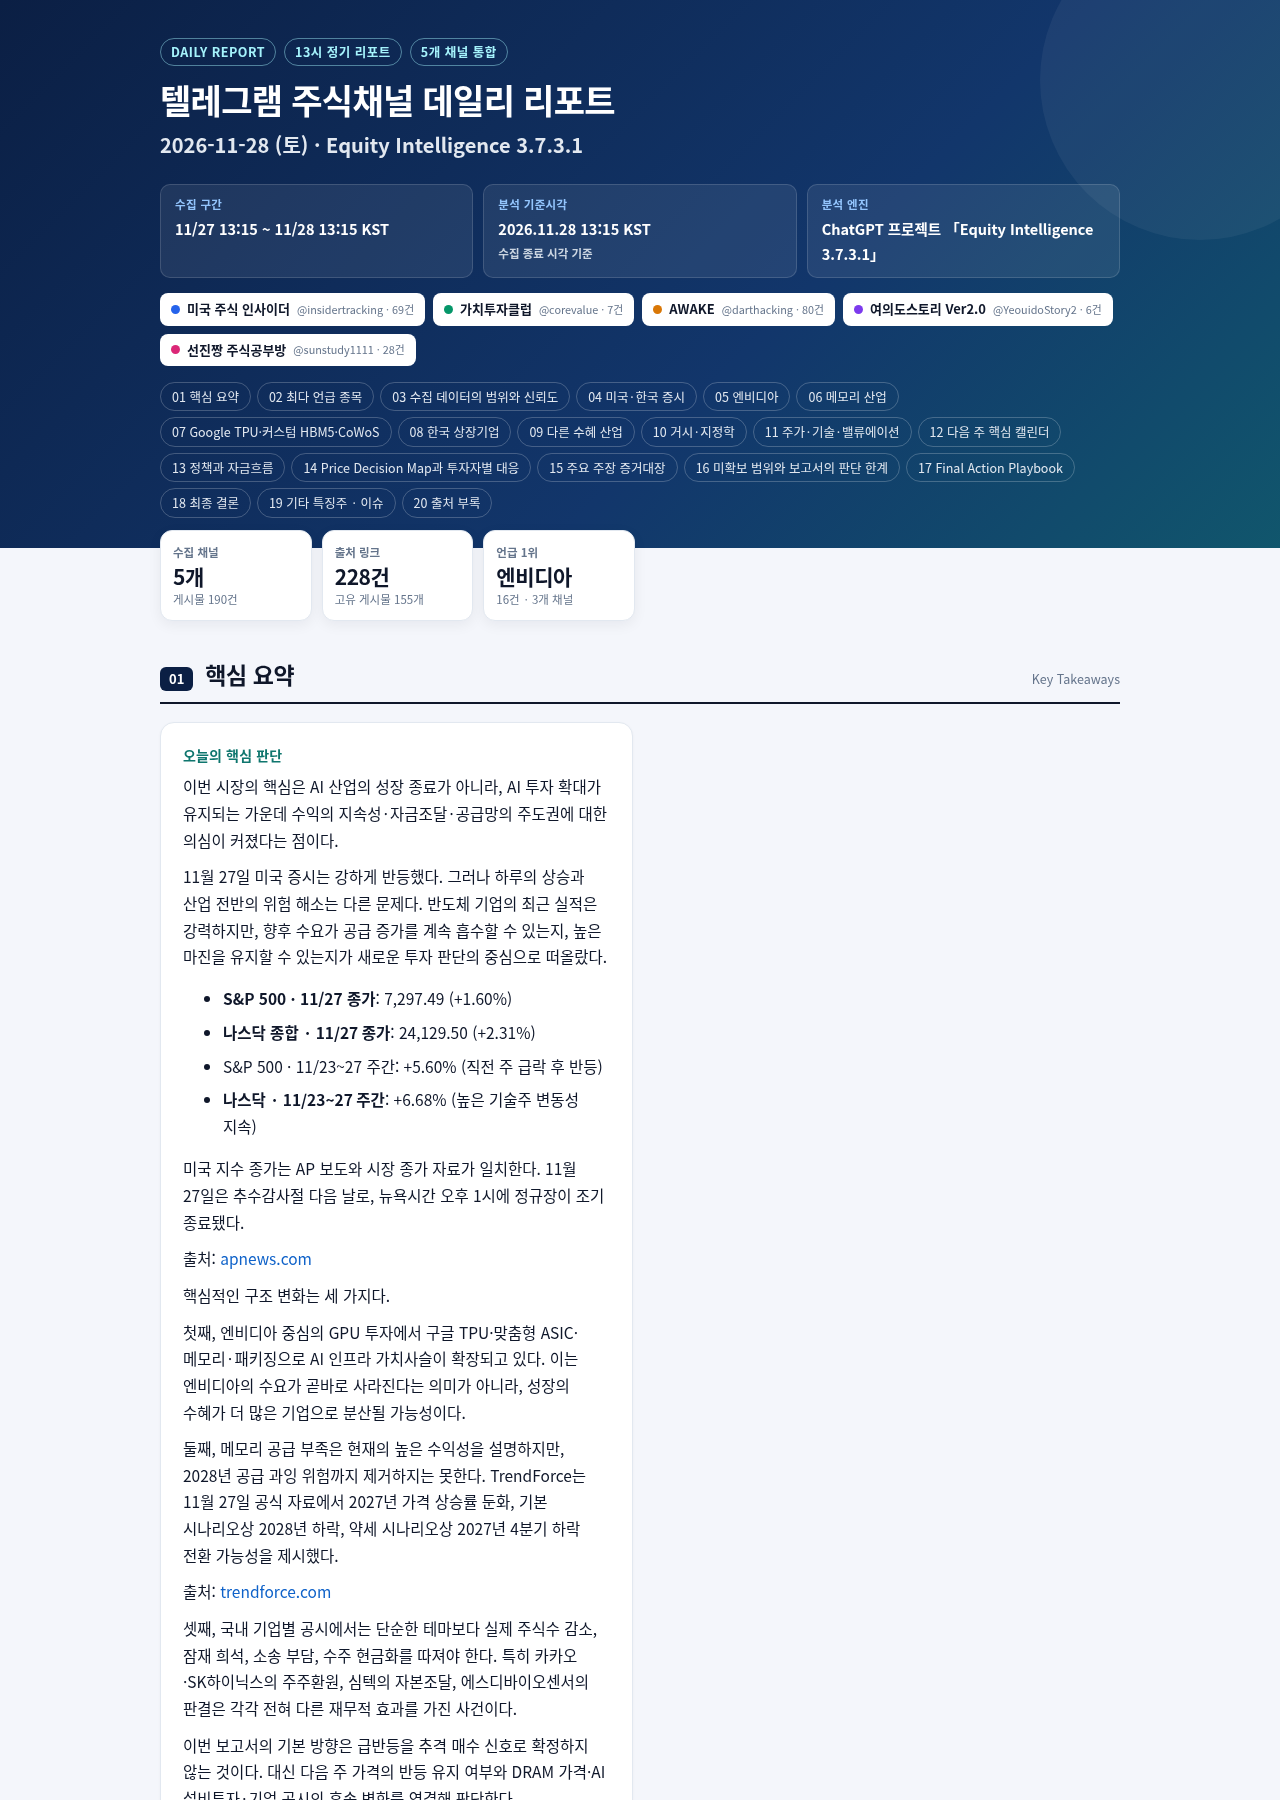 DAILY REPORT 13시 정기 리포트 5개 채널 통합
텔레그램 주식채널 데일리 리포트
2026-11-28 (토) · Equity Intelligence 3.7.3.1
수집 구간
11/27 13:15 ~ 11/28 13:15 KST
분석 기준시각
2026.11.28 13:15 KST
수집 종료 시각 기준
분석 엔진
ChatGPT 프로젝트 「Equity Intelligence
3.7.3.1」
미국 주식 인사이더 @insidertracking · 69건
가치투자클럽 @corevalue · 7건
AWAKE @darthacking · 80건
여의도스토리 Ver2.0 @YeouidoStory2 · 6건
선진짱 주식공부방 @sunstudy1111 · 28건
01 핵심 요약 02 최다 언급 종목 03 수집 데이터의 범위와 신뢰도 04 미국·한국 증시 05 엔비디아 06 메모리 산업
07 Google TPU·커스텀 HBM5·CoWoS 08 한국 상장기업 09 다른 수혜 산업 10 거시·지정학 11 주가·기술·밸류에이션 12 다음 주 핵심 캘린더
13 정책과 자금흐름 14 Price Decision Map과 투자자별 대응 15 주요 주장 증거대장 16 미확보 범위와 보고서의 판단 한계 17 Final Action Playbook
18 최종 결론 19 기타 특징주 · 이슈 20 출처 부록
수집 채널
5개
게시물 190건
출처 링크
228건
고유 게시물 155개
언급 1위
엔비디아
16건 · 3개 채널
01 핵심 요약 Key Takeaways
오늘의 핵심 판단
이번 시장의 핵심은 AI 산업의 성장 종료가 아니라, AI 투자 확대가
유지되는 가운데 수익의 지속성·자금조달·공급망의 주도권에 대한
의심이 커졌다는 점이다.
11월 27일 미국 증시는 강하게 반등했다. 그러나 하루의 상승과
산업 전반의 위험 해소는 다른 문제다. 반도체 기업의 최근 실적은
강력하지만, 향후 수요가 공급 증가를 계속 흡수할 수 있는지, 높은
마진을 유지할 수 있는지가 새로운 투자 판단의 중심으로 떠올랐다.
• S&P 500 · 11/27 종가: 7,297.49 (+1.60%)
• 나스닥 종합 · 11/27 종가: 24,129.50 (+2.31%)
• S&P 500 · 11/23~27 주간: +5.60% (직전 주 급락 후 반등)
• 나스닥 · 11/23~27 주간: +6.68% (높은 기술주 변동성
지속)
미국 지수 종가는 AP 보도와 시장 종가 자료가 일치한다. 11월
27일은 추수감사절 다음 날로, 뉴욕시간 오후 1시에 정규장이 조기
종료됐다.
출처: apnews.com
핵심적인 구조 변화는 세 가지다.
첫째, 엔비디아 중심의 GPU 투자에서 구글 TPU·맞춤형 ASIC·
메모리·패키징으로 AI 인프라 가치사슬이 확장되고 있다. 이는
엔비디아의 수요가 곧바로 사라진다는 의미가 아니라, 성장의
수혜가 더 많은 기업으로 분산될 가능성이다.
둘째, 메모리 공급 부족은 현재의 높은 수익성을 설명하지만,
2028년 공급 과잉 위험까지 제거하지는 못한다. TrendForce는
11월 27일 공식 자료에서 2027년 가격 상승률 둔화, 기본
시나리오상 2028년 하락, 약세 시나리오상 2027년 4분기 하락
전환 가능성을 제시했다.
출처: trendforce.com
셋째, 국내 기업별 공시에서는 단순한 테마보다 실제 주식수 감소,
잠재 희석, 소송 부담, 수주 현금화를 따져야 한다. 특히 카카오
·SK하이닉스의 주주환원, 심텍의 자본조달, 에스디바이오센서의
판결은 각각 전혀 다른 재무적 효과를 가진 사건이다.
이번 보고서의 기본 방향은 급반등을 추격 매수 신호로 확정하지
않는 것이다. 대신 다음 주 가격의 반등 유지 여부와 DRAM 가격·AI
설비투자·기업 공시의 후속 변화를 연결해 판단한다.